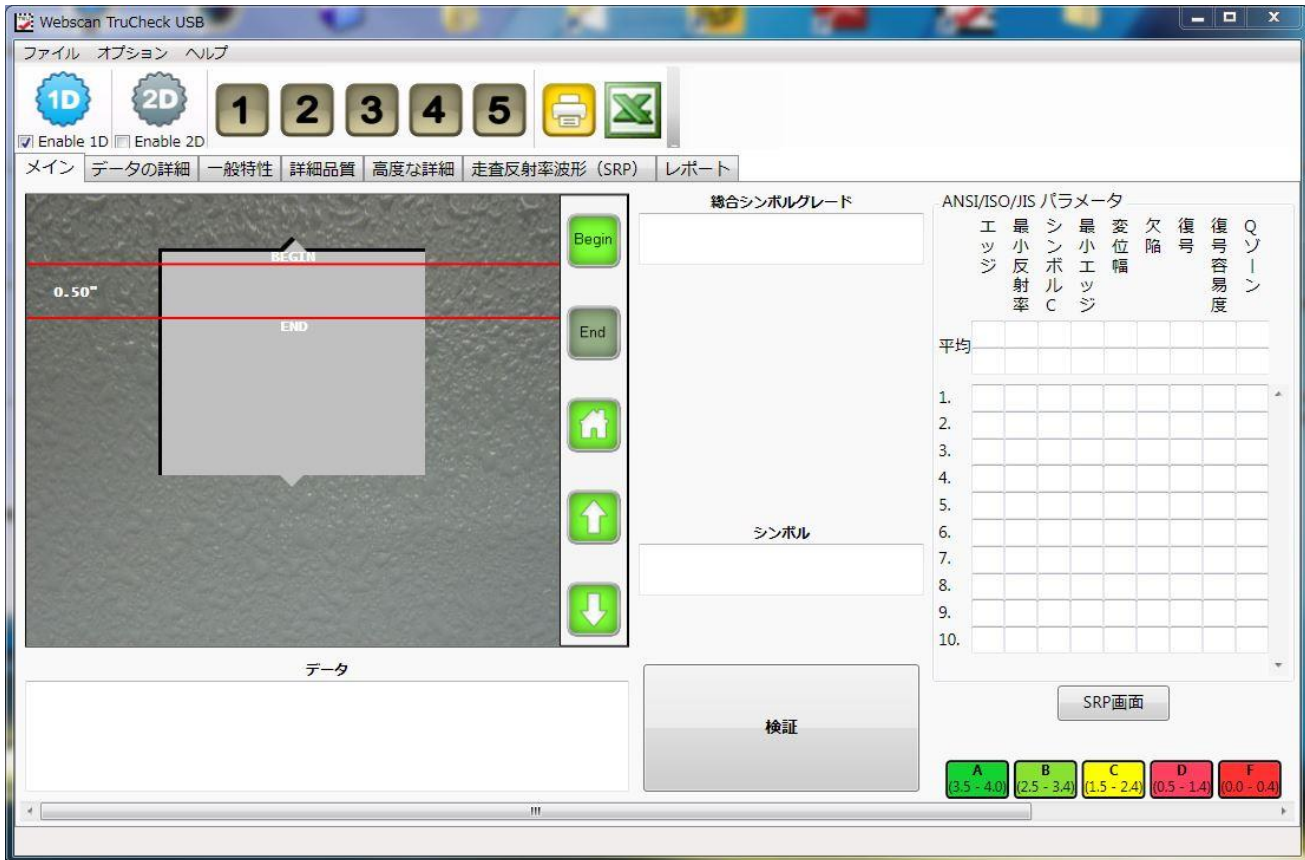 Webscan TruCheck USB
ファイル オプション ヘルプ
1D 2D 1 2 3 4 5
Enable 1D Enable 2D
メイン データの詳細 一般特性 詳細品質 高度な詳細 走査反射率波形（SRP） レポート
BEGIN
0.50"
END
Begin
End
総合シンボルグレード
シンボル
データ
検証
ANSI/ISO/JIS パラメータ
エッジ
最小反射率
シンボルC
最小エッジ
変位幅
欠陥
復号
復号容易度
Qゾーン
平均
1.
2.
3.
4.
5.
6.
7.
8.
9.
10.
SRP画面
A
(3.5 - 4.0)
B
(2.5 - 3.4)
C
(1.5 - 2.4)
D
(0.5 - 1.4)
F
(0.0 - 0.4)